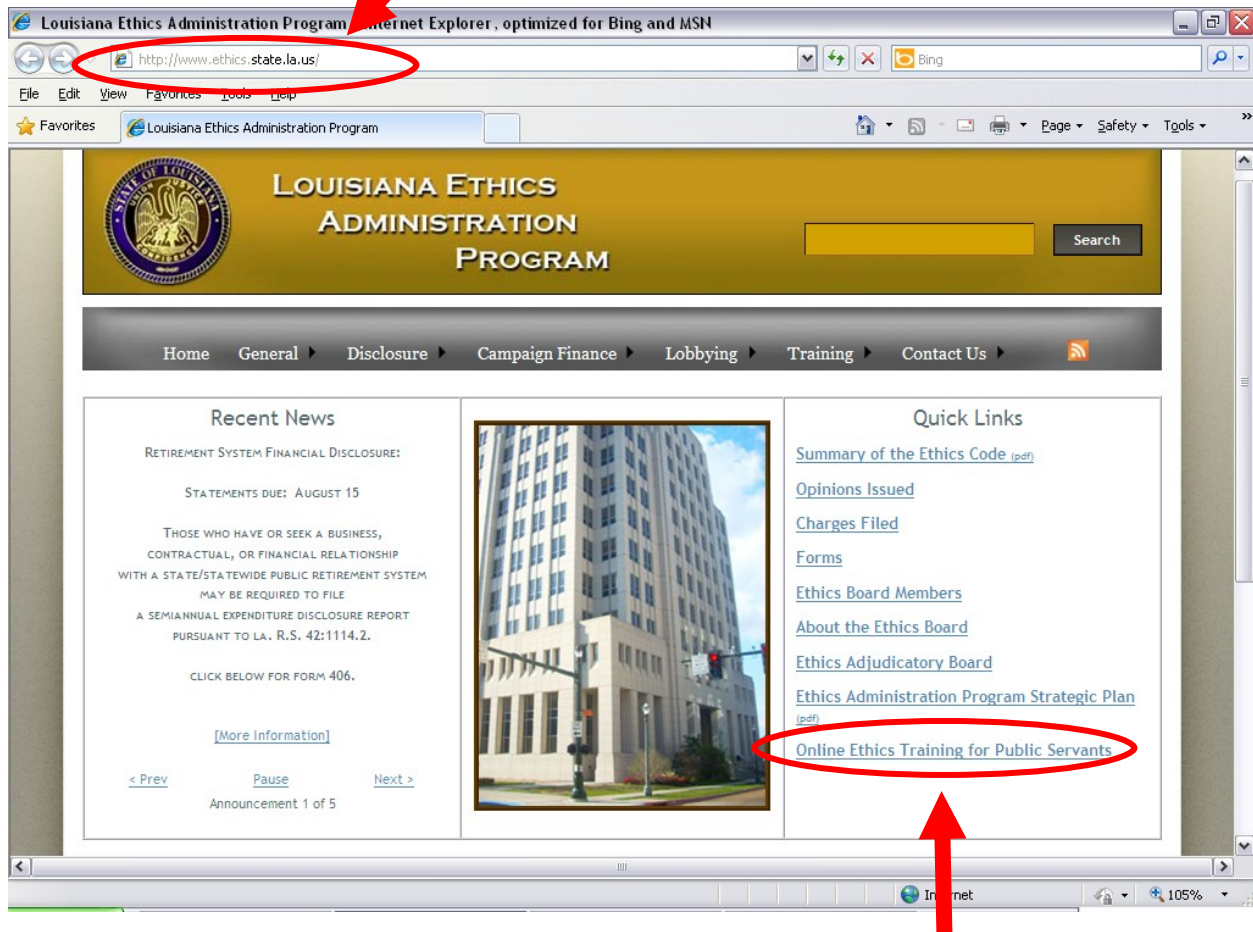 Louisiana Ethics Administration Program Internet Explorer, optimized for Bing and MSN
http://www.ethics.state.la.us/
Bing
File Edit View Favorites Tools Help
Favorites Louisiana Ethics Administration Program Page Safety Tools »
STATE OF LOUISIANA
UNION JUSTICE
CONFIDENCE
LOUISIANA ETHICS
ADMINISTRATION
PROGRAM
Search
Home General Disclosure Campaign Finance Lobbying Training Contact Us
Recent News
RETIREMENT SYSTEM FINANCIAL DISCLOSURE:
STATEMENTS DUE: AUGUST 15
THOSE WHO HAVE OR SEEK A BUSINESS,
CONTRACTUAL, OR FINANCIAL RELATIONSHIP
WITH A STATE/STATEWIDE PUBLIC RETIREMENT SYSTEM
MAY BE REQUIRED TO FILE
A SEMIANNUAL EXPENDITURE DISCLOSURE REPORT
PURSUANT TO LA. R.S. 42:1114.2.
CLICK BELOW FOR FORM 406.
[More Information]
< Prev Pause Next >
Announcement 1 of 5
Quick Links
Summary of the Ethics Code (pdf)
Opinions Issued
Charges Filed
Forms
Ethics Board Members
About the Ethics Board
Ethics Adjudicatory Board
Ethics Administration Program Strategic Plan
(pdf)
Online Ethics Training for Public Servants
Internet 105%